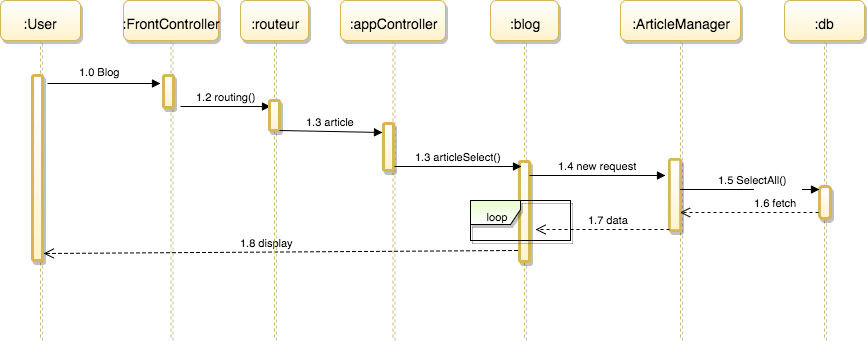 :User
:FrontController
:routeur
:appController
:blog
:ArticleManager
:db
1.0 Blog
1.2 routing()
1.3 article
1.3 articleSelect()
1.4 new request
1.5 SelectAll()
1.6 fetch
loop
1.7 data
1.8 display